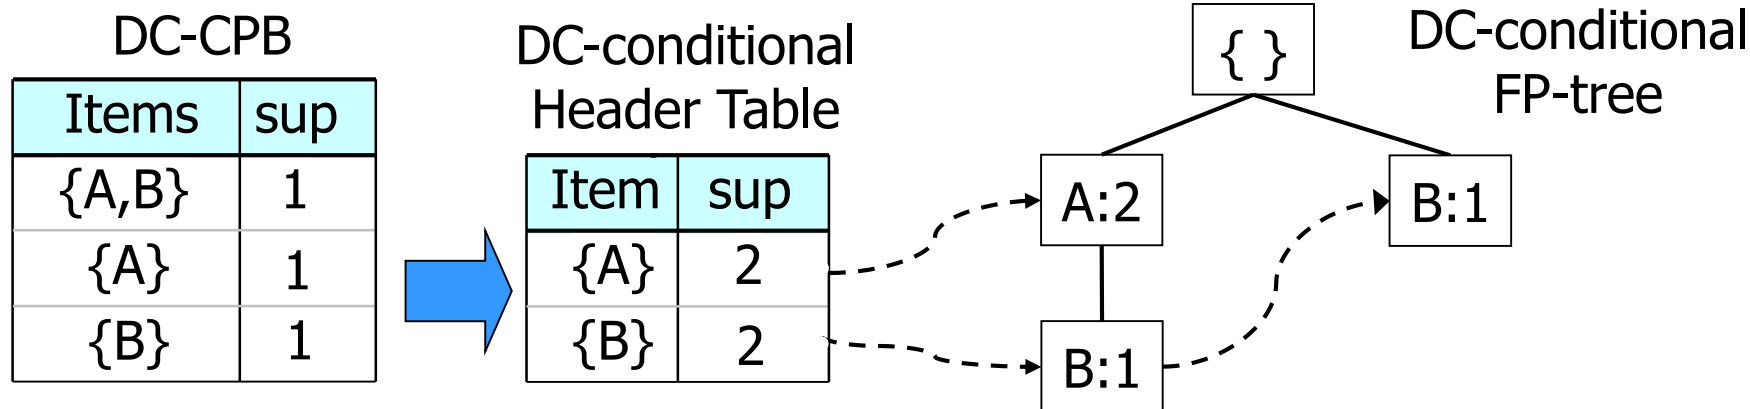 DC-CPB
Items sup
{A,B} 1
{A} 1
{B} 1
DC-conditional
Header Table
Item sup
{A} 2
{B} 2
{ }
A:2
B:1
B:1
DC-conditional
FP-tree